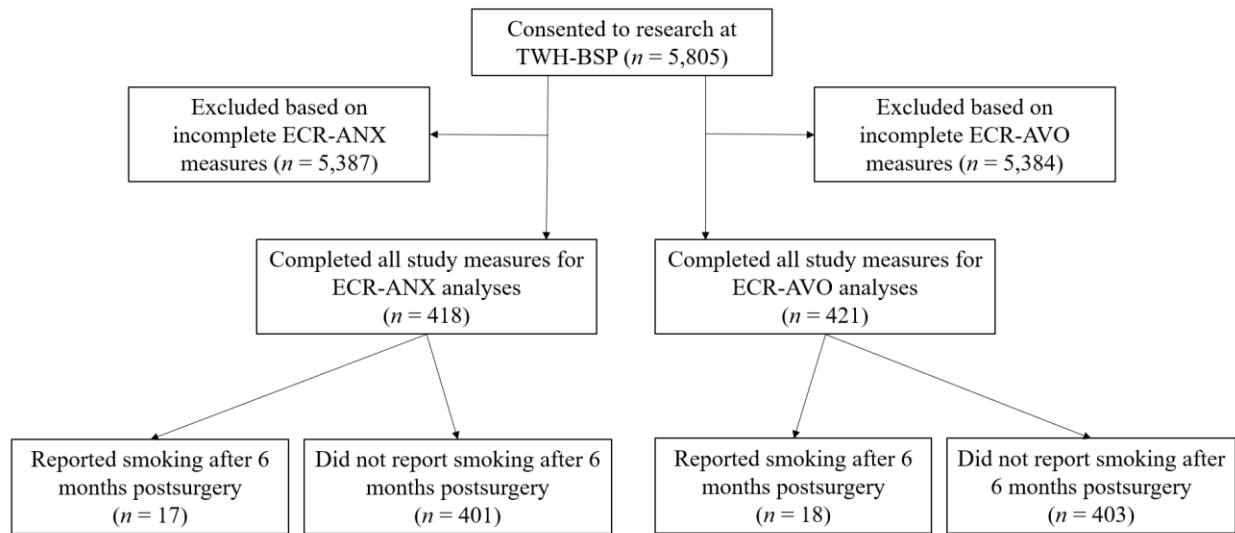 Consented to research at
TWH-BSP (n = 5,805)
Excluded based on
incomplete ECR-ANX
measures (n = 5,387)
Excluded based on
incomplete ECR-AVO
measures (n = 5,384)
Completed all study measures for
ECR-ANX analyses
(n = 418)
Completed all study measures for
ECR-AVO analyses
(n = 421)
Reported smoking after 6
months postsurgery
(n = 17)
Did not report smoking after 6
months postsurgery
(n = 401)
Reported smoking after 6
months postsurgery
(n = 18)
Did not report smoking after
6 months postsurgery
(n = 403)